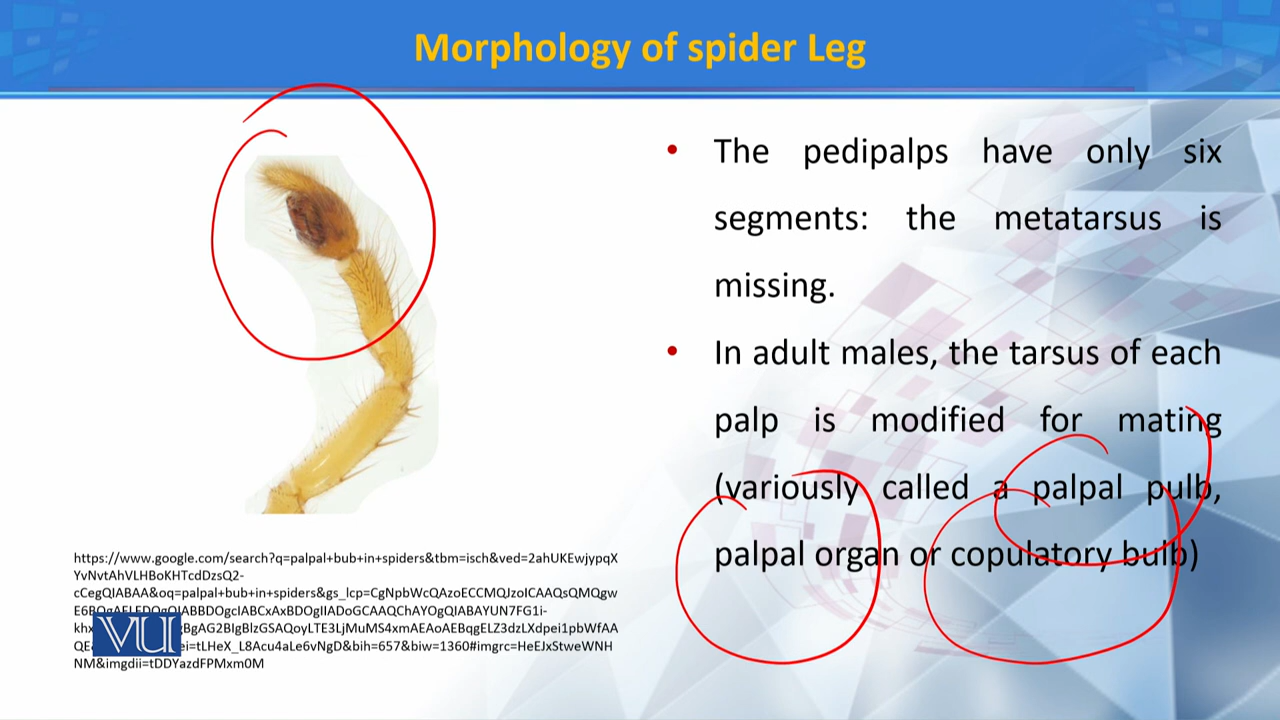 Morphology of spider Leg
• The pedipalps have only six
segments: the metatarsus is
missing.
• In adult males, the tarsus of each
palp is modified for mating
(variously called a palpal pulb,
palpal organ or copulatory bulb)
https://www.google.com/search?q=palpal+bub+in+spiders&tbm=isch&ved=2ahUKEwjypqX
YvNvtAhVLHBoKHTcdDzsQ2-
cCegQIABAA&oq=palpal+bub+in+spiders&gs_lcp=CgNpbWcQAzoECCMQJzoICAAQsQMQgw
NM&imgdii=tDDYazdFPMxm0M
VU